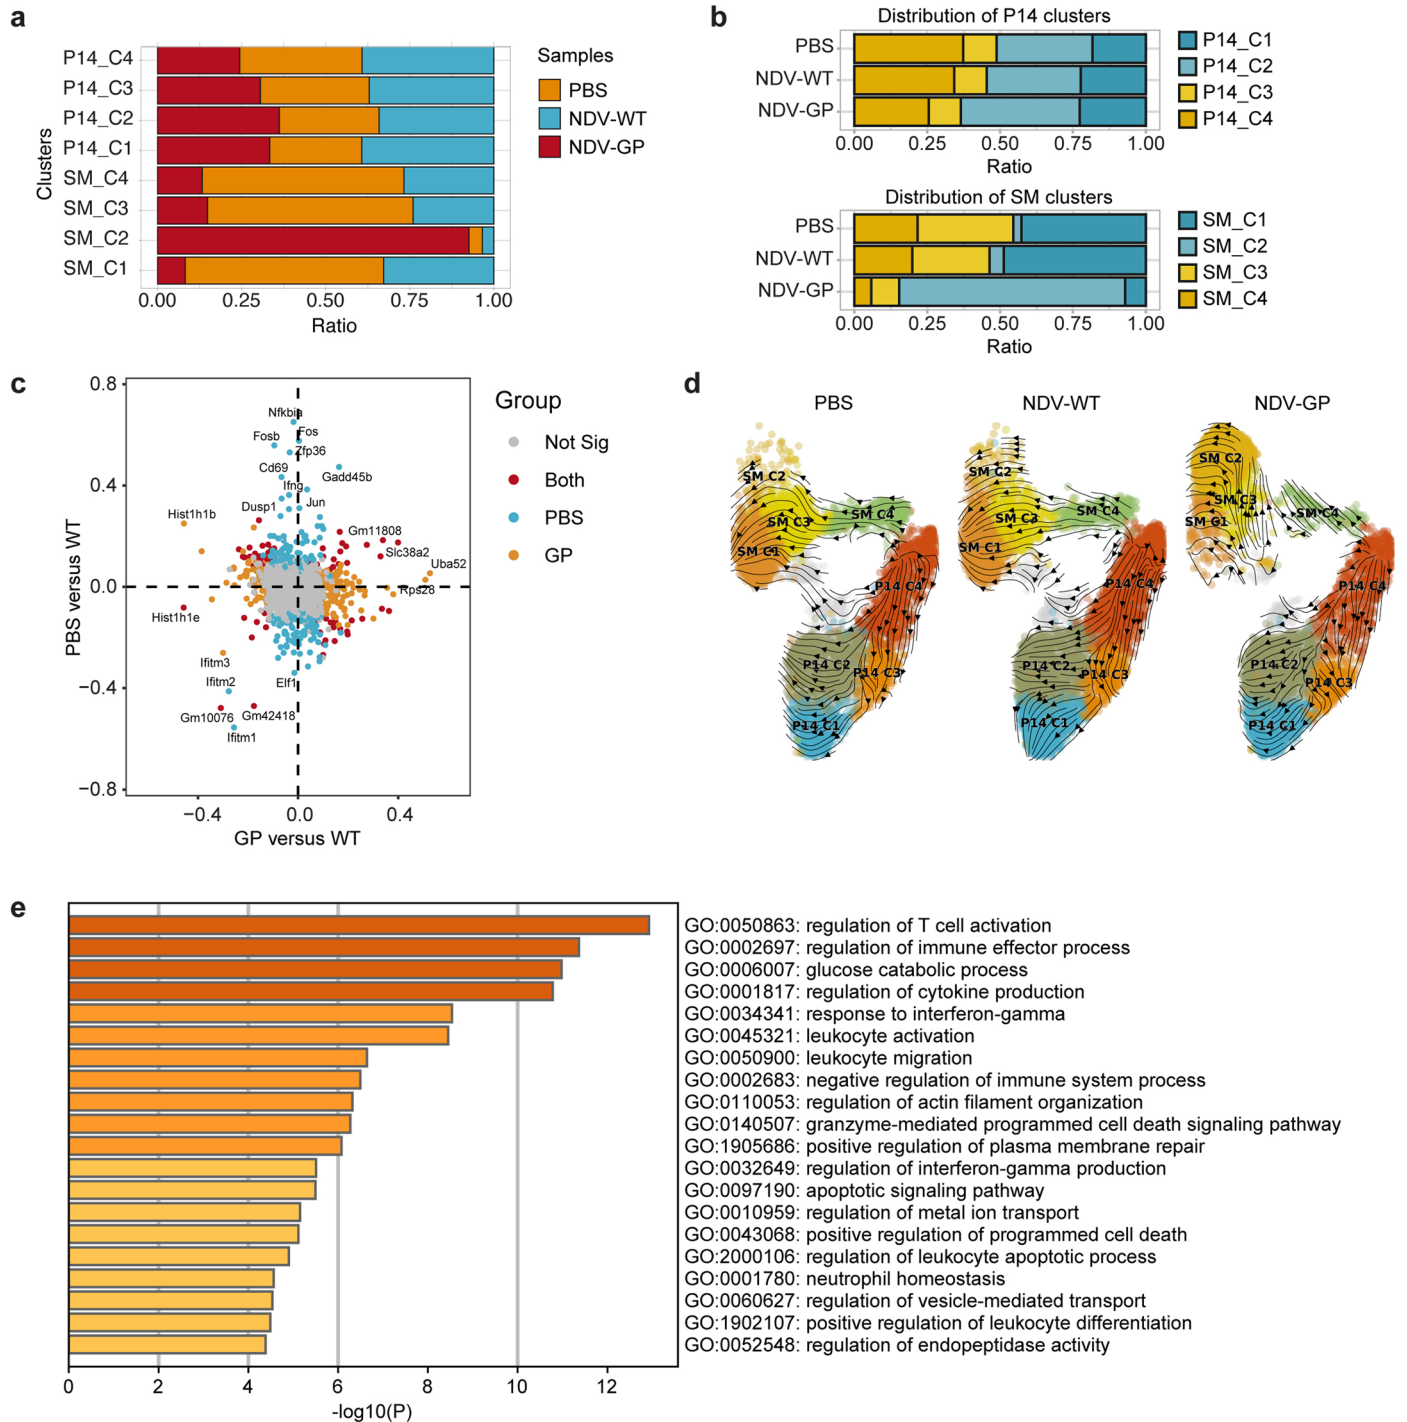 a
P14_C4
P14_C3
P14_C2
P14_C1
SM_C4
SM_C3
SM_C2
SM_C1
Clusters
0.00 0.25 0.50 0.75 1.00
Ratio
Samples
PBS
NDV-WT
NDV-GP
b
Distribution of P14 clusters
PBS
NDV-WT
NDV-GP
0.00 0.25 0.50 0.75 1.00
Ratio
P14_C1
P14_C2
P14_C3
P14_C4
Distribution of SM clusters
PBS
NDV-WT
NDV-GP
0.00 0.25 0.50 0.75 1.00
Ratio
SM_C1
SM_C2
SM_C3
SM_C4
c
0.8
0.4
0.0
−0.4
−0.8
PBS versus WT
Nfkbia
Fos
Fosb
Zfp36
Cd69
Gadd45b
Ifng
Jun
Dusp1
Hist1h1b
Gm11808
Slc38a2
Uba52
Rps28
Hist1h1e
Ifitm3
Ifitm2
Elf1
Gm10076
Gm42418
Ifitm1
−0.4 0.0 0.4
GP versus WT
Group
Not Sig
Both
PBS
GP
d
PBS
SM C2
SM C3
SM C4
SM C1
P14 C4
P14 C2
P14 C3
P14 C1
NDV-WT
SM C2
SM C3
SM C4
SM C1
P14 C4
P14 C2
P14 C3
P14 C1
NDV-GP
SM C2
SM C3
SM C4
SM C1
P14 C4
P14 C2
P14 C3
P14 C1
e
GO:0050863: regulation of T cell activation
GO:0002697: regulation of immune effector process
GO:0006007: glucose catabolic process
GO:0001817: regulation of cytokine production
GO:0034341: response to interferon-gamma
GO:0045321: leukocyte activation
GO:0050900: leukocyte migration
GO:0002683: negative regulation of immune system process
GO:0110053: regulation of actin filament organization
GO:0140507: granzyme-mediated programmed cell death signaling pathway
GO:1905686: positive regulation of plasma membrane repair
GO:0032649: regulation of interferon-gamma production
GO:0097190: apoptotic signaling pathway
GO:0010959: regulation of metal ion transport
GO:0043068: positive regulation of programmed cell death
GO:2000106: regulation of leukocyte apoptotic process
GO:0001780: neutrophil homeostasis
GO:0060627: regulation of vesicle-mediated transport
GO:1902107: positive regulation of leukocyte differentiation
GO:0052548: regulation of endopeptidase activity
0 2 4 6 8 10 12
-log10(P)